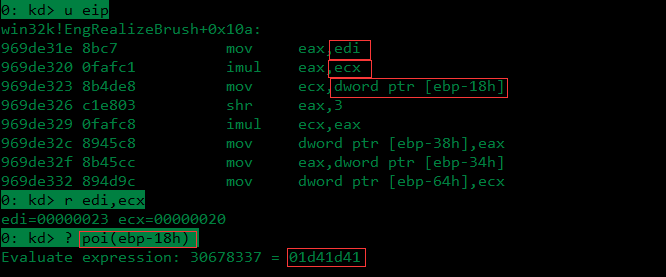 0: kd> u eip
win32k!EngRealizeBrush+0x10a:
969de31e 8bc7 mov eax,edi
969de320 0fafc1 imul eax,ecx
969de323 8b4de8 mov ecx,dword ptr [ebp-18h]
969de326 c1e803 shr eax,3
969de329 0fafc8 imul ecx,eax
969de32c 8945c8 mov dword ptr [ebp-38h],eax
969de32f 8b45cc mov eax,dword ptr [ebp-34h]
969de332 894d9c mov dword ptr [ebp-64h],ecx
0: kd> r edi,ecx
edi=00000023 ecx=00000020
0: kd> ? poi(ebp-18h)
Evaluate expression: 30678337 = 01d41d41